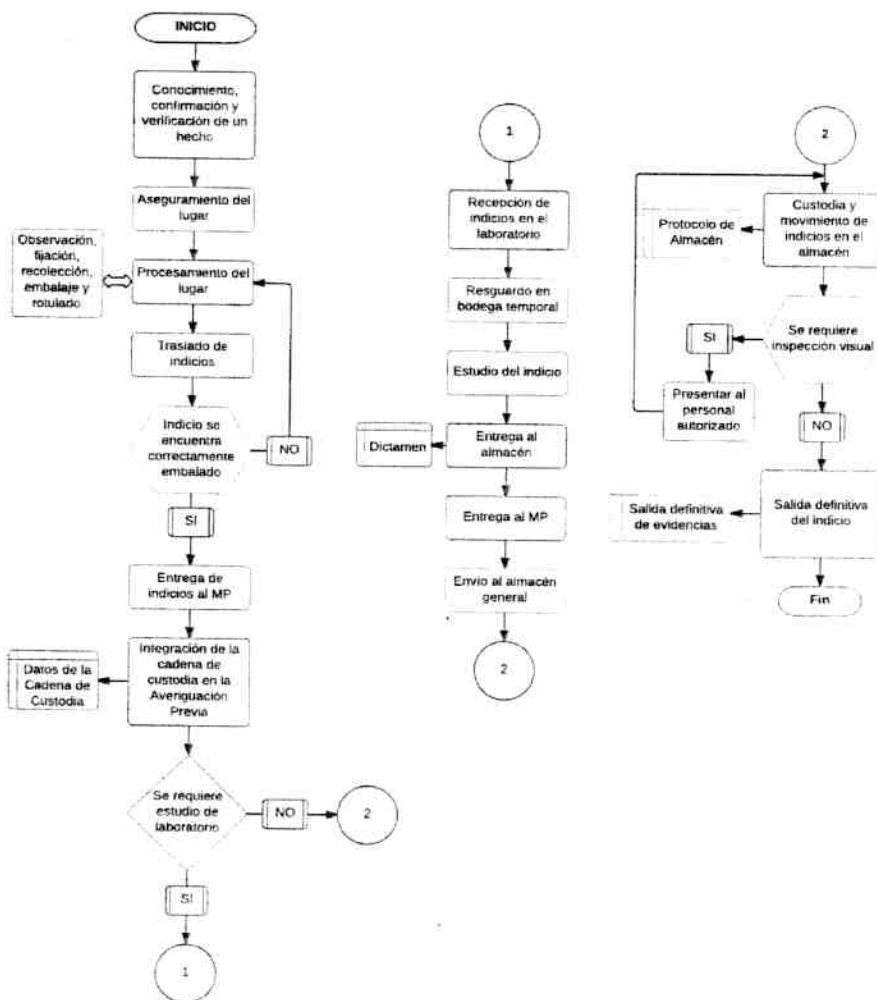 INICIO
Conocimiento,
confirmación y
verificación de un
hecho
Aseguramiento del
lugar
Observación,
fijación,
recolección,
embalaje y
rotulado
Procesamiento del
lugar
Traslado de
indicios
Indicio se
encuentra
correctamente
embalado
NO
SI
Entrega de
indicios al MP
Integración de la
cadena de
custodia en la
Averiguación
Previa
Datos de la
Cadena de
Custodia
Se requiere
estudio de
laboratorio
NO
2
SI
1
1
Recepción de
indicios en el
laboratorio
Resguardo en
bodega temporal
Estudio del indicio
Entrega al
almacén
Dictamen
Entrega al MP
Envío al almacén
general
2
2
Custodia y
movimiento de
indicios en el
almacén
Protocolo de
Almacén
Se requiere
inspección visual
SI
Presentar al
personal
autorizado
NO
Salida definitiva
del indicio
Salida definitiva
de evidencias
Fin